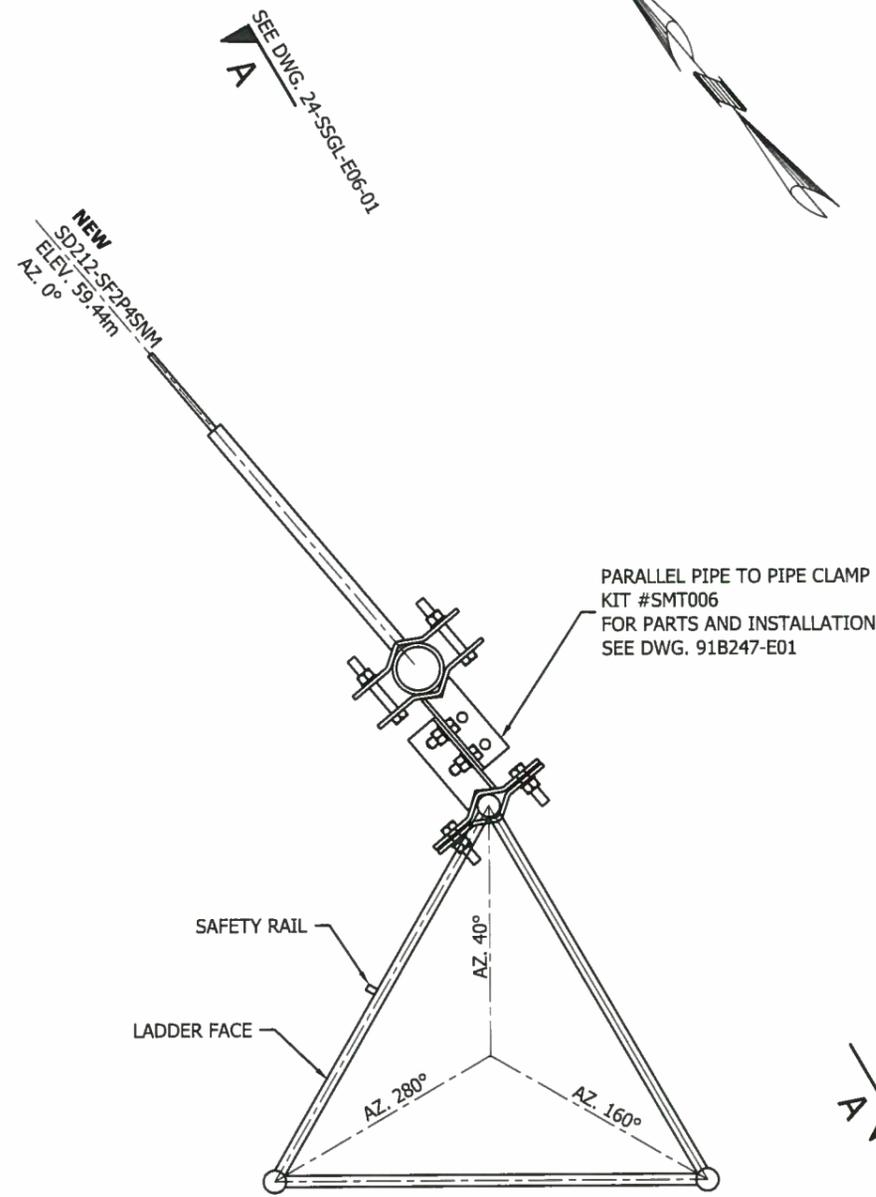 SEE DWG. 24-SSGL-E06-01
A
NEW
SD212-SF2P4SNM
ELEV. 59.44m
AZ. 0°
PARALLEL PIPE TO PIPE CLAMP
KIT #SMT006
FOR PARTS AND INSTALLATION
SEE DWG. 91B247-E01
SAFETY RAIL
AZ. 40°
LADDER FACE
AZ. 280°
AZ. 160°
A